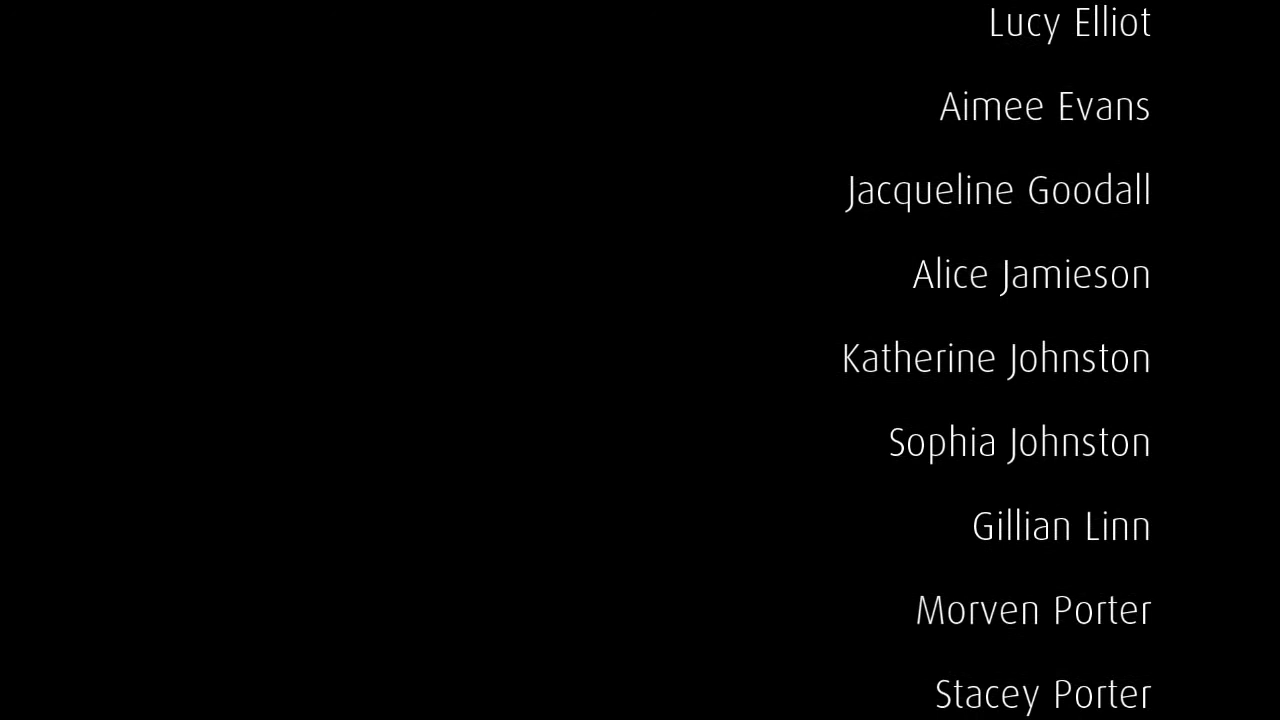 Lucy Elliot
Aimee Evans
Jacqueline Goodall
Alice Jamieson
Katherine Johnston
Sophia Johnston
Gillian Linn
Morven Porter
Stacey Porter